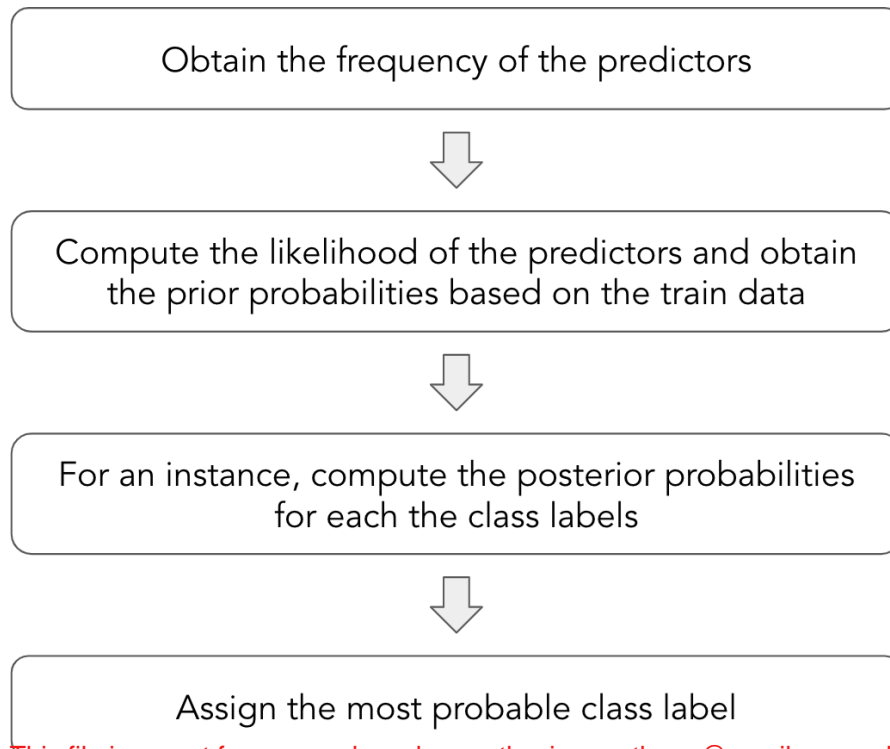 Obtain the frequency of the predictors
Compute the likelihood of the predictors and obtain
the prior probabilities based on the train data
For an instance, compute the posterior probabilities
for each the class labels
Assign the most probable class label